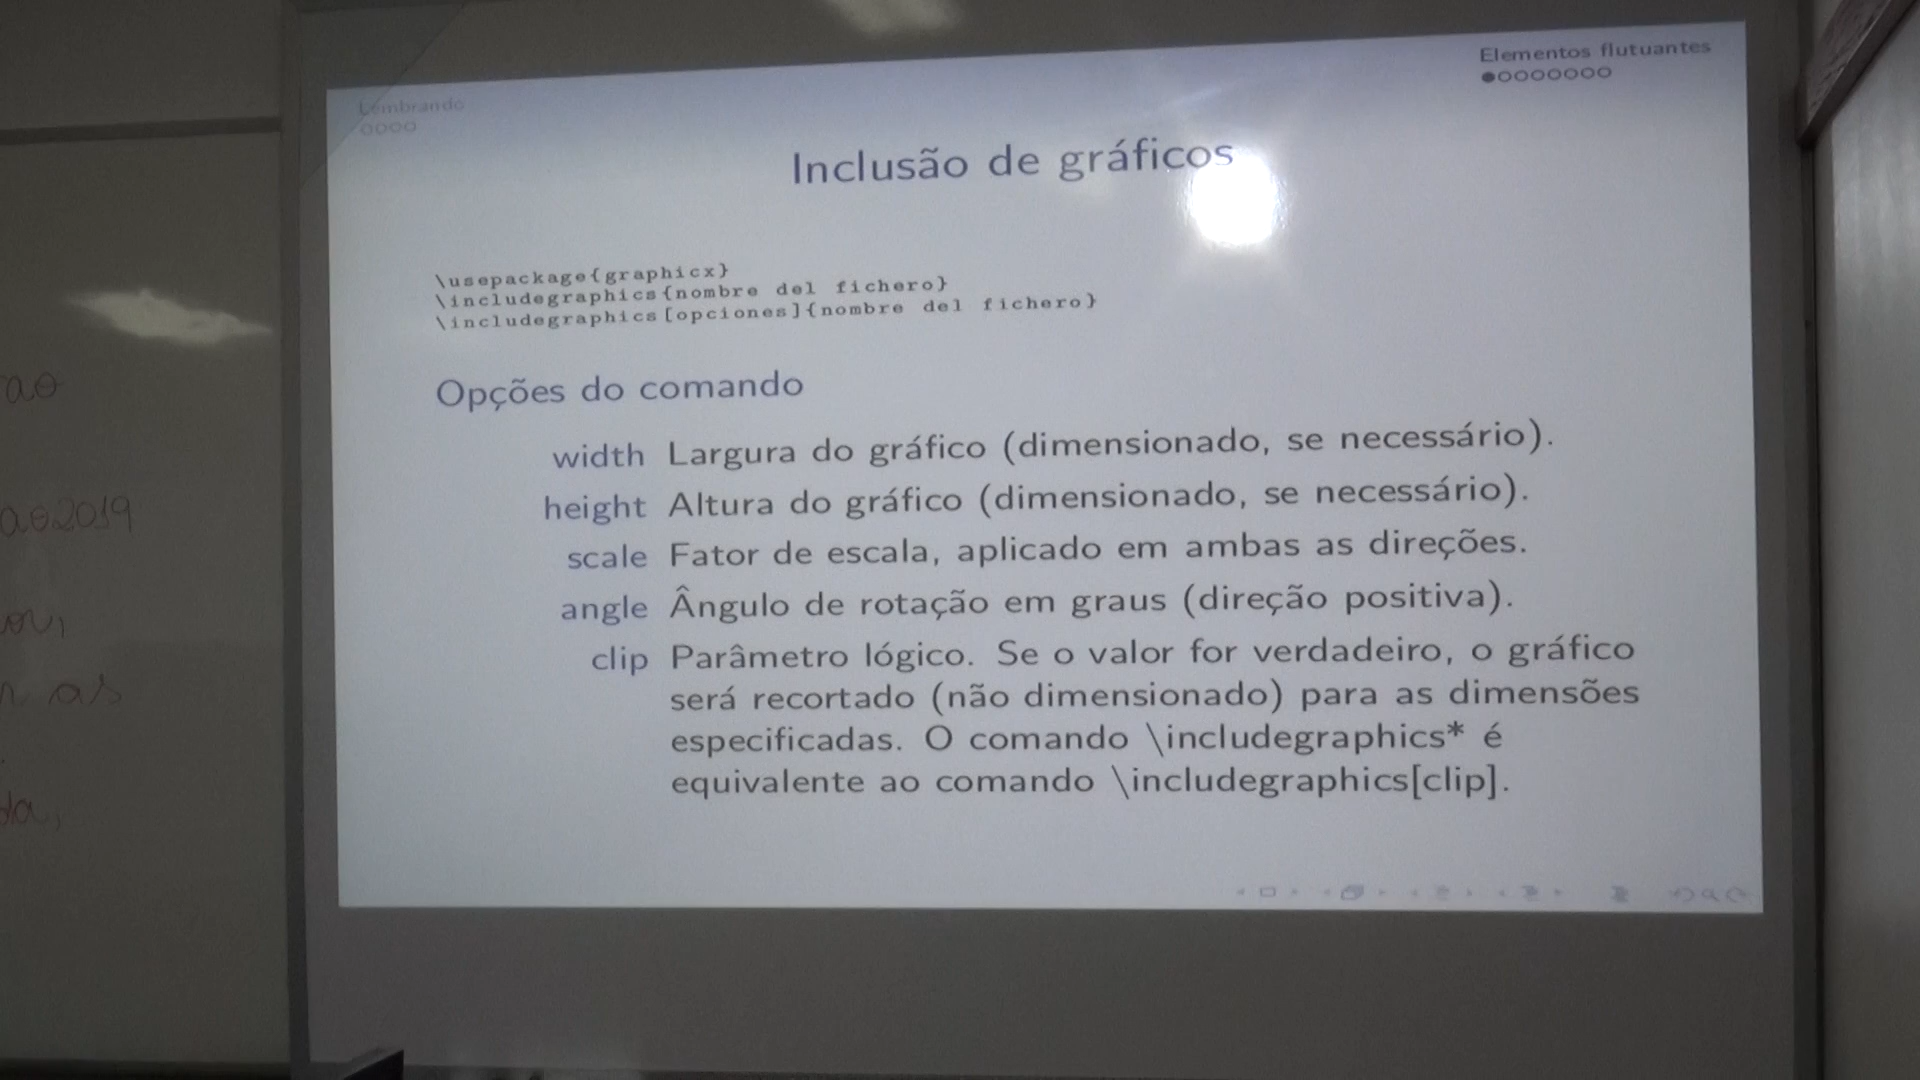 Lembrando
Elementos flutuantes
Inclusão de gráficos
\usepackage{graphicx}
\includegraphics{nombre del fichero}
\includegraphics[opciones]{nombre del fichero}
Opções do comando
width Largura do gráfico (dimensionado, se necessário).
height Altura do gráfico (dimensionado, se necessário).
scale Fator de escala, aplicado em ambas as direções.
angle Ângulo de rotação em graus (direção positiva).
clip Parâmetro lógico. Se o valor for verdadeiro, o gráfico
será recortado (não dimensionado) para as dimensões
especificadas. O comando \includegraphics* é
equivalente ao comando \includegraphics[clip].
ao
ao2019
as